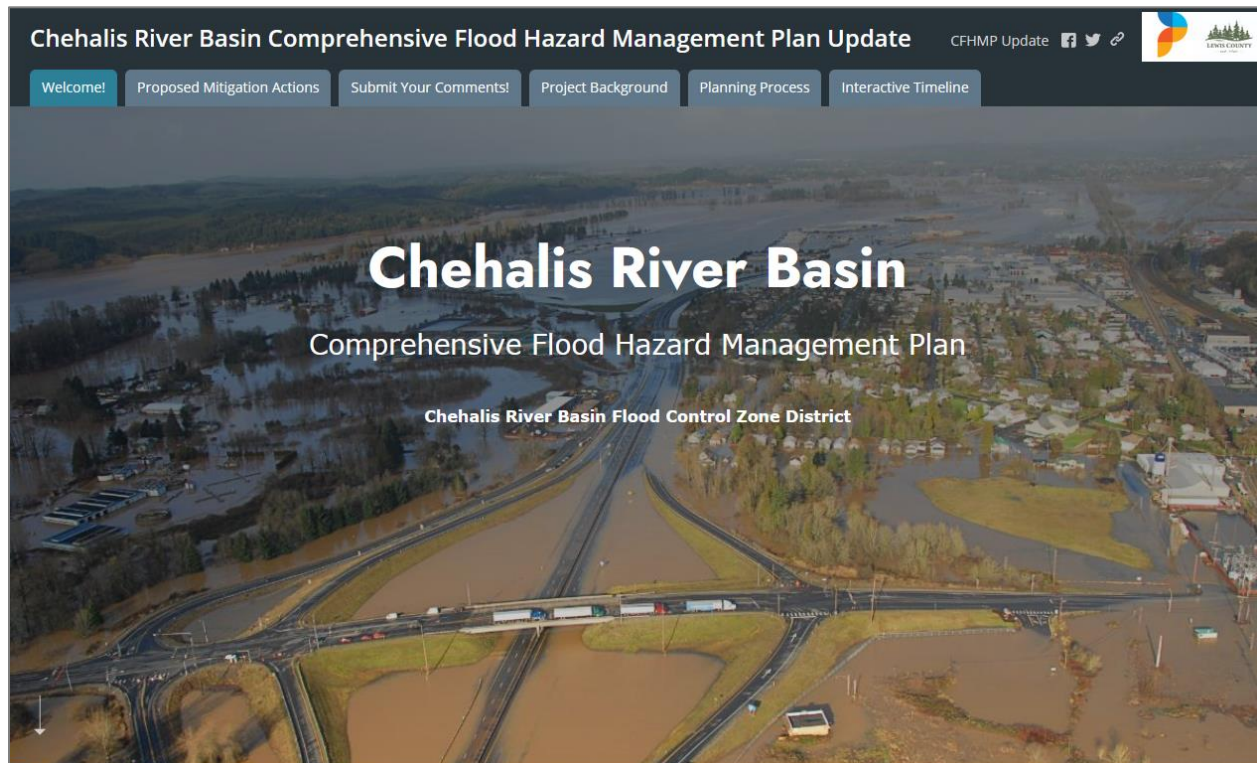 Chehalis River Basin Comprehensive Flood Hazard Management Plan Update
CFHMP Update
LEWIS COUNTY
Welcome!
Proposed Mitigation Actions
Submit Your Comments!
Project Background
Planning Process
Interactive Timeline
Chehalis River Basin
Comprehensive Flood Hazard Management Plan
Chehalis River Basin Flood Control Zone District